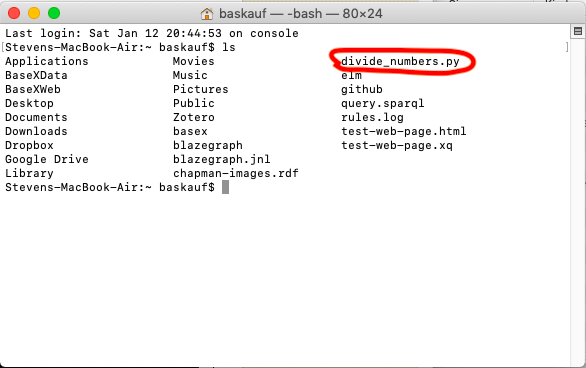 baskauf — -bash — 80×24
Last login: Sat Jan 12 20:44:53 on console
[Stevens-MacBook-Air:~ baskauf$ ls ]
Applications Movies divide_numbers.py
BaseXData Music elm
BaseXWeb Pictures github
Desktop Public query.sparql
Documents Zotero rules.log
Downloads basex test-web-page.html
Dropbox blazegraph test-web-page.xq
Google Drive blazegraph.jnl
Library chapman-images.rdf
Stevens-MacBook-Air:~ baskauf$